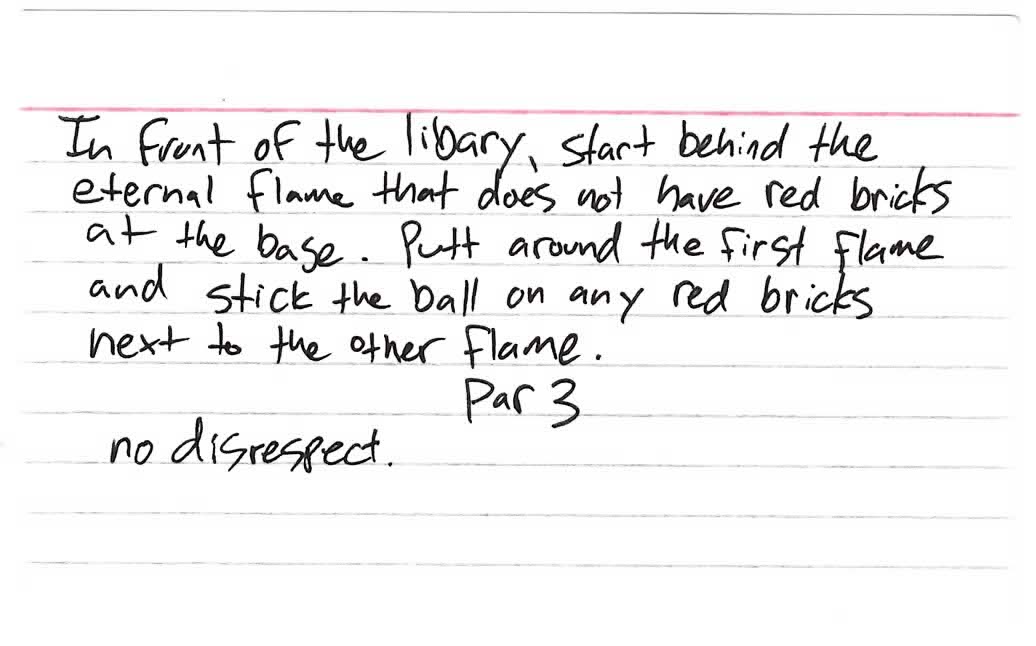 In front of the libary, start behind the
eternal flame that does not have red bricks
at the base. Putt around the first flame
and stick the ball on any red bricks
next to the other flame.
Par 3
no disrespect.